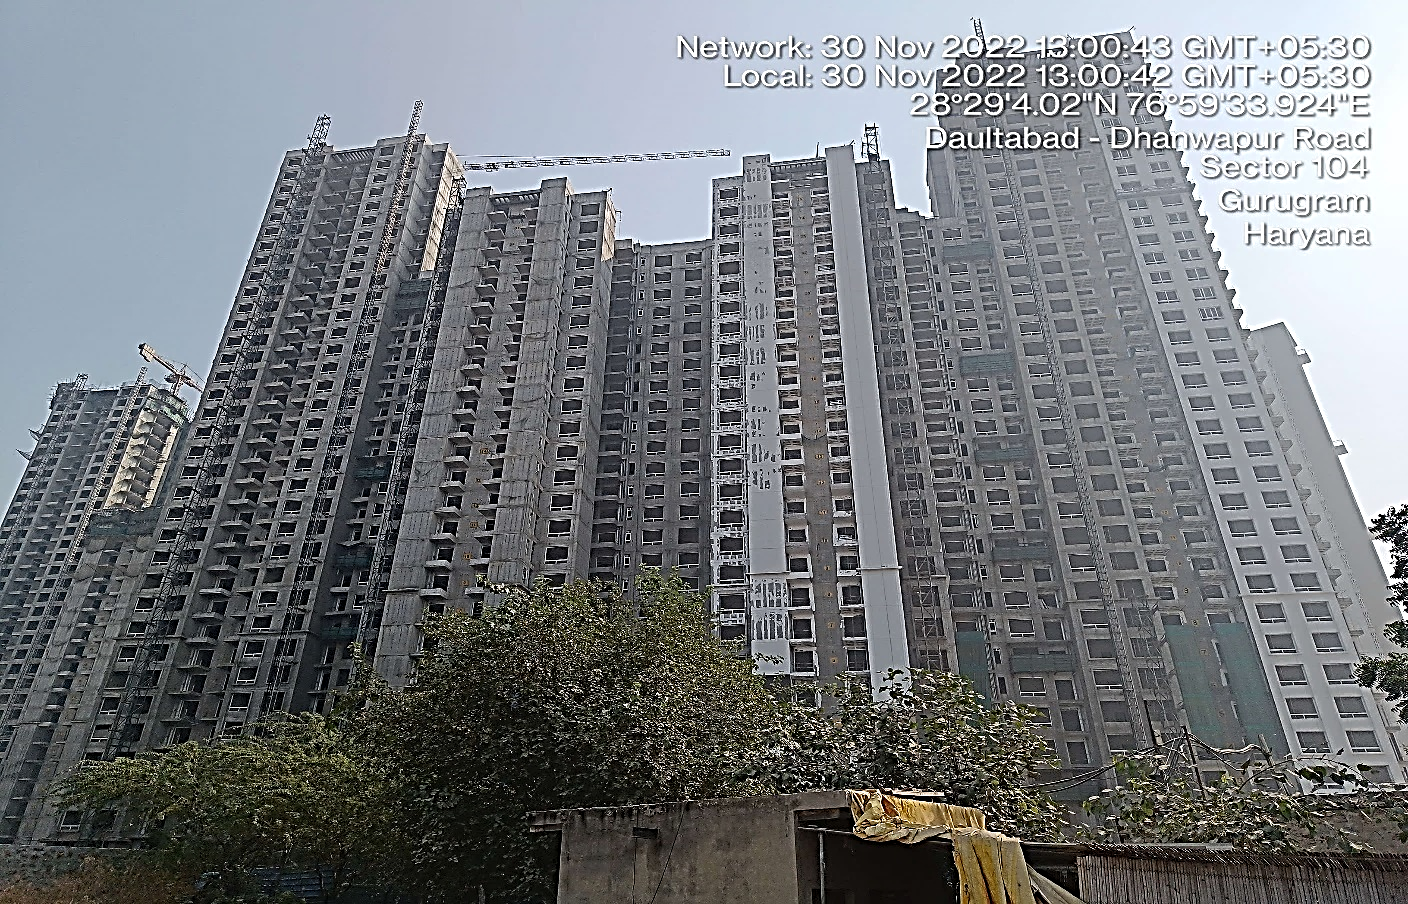 Network: 30 Nov 2022 13:00:43 GMT+05:30
Local: 30 Nov 2022 13:00:42 GMT+05:30
28°29'4.02"N 76°59'33.924"E
Daultabad - Dhanwapur Road
Sector 104
Gurugram
Haryana